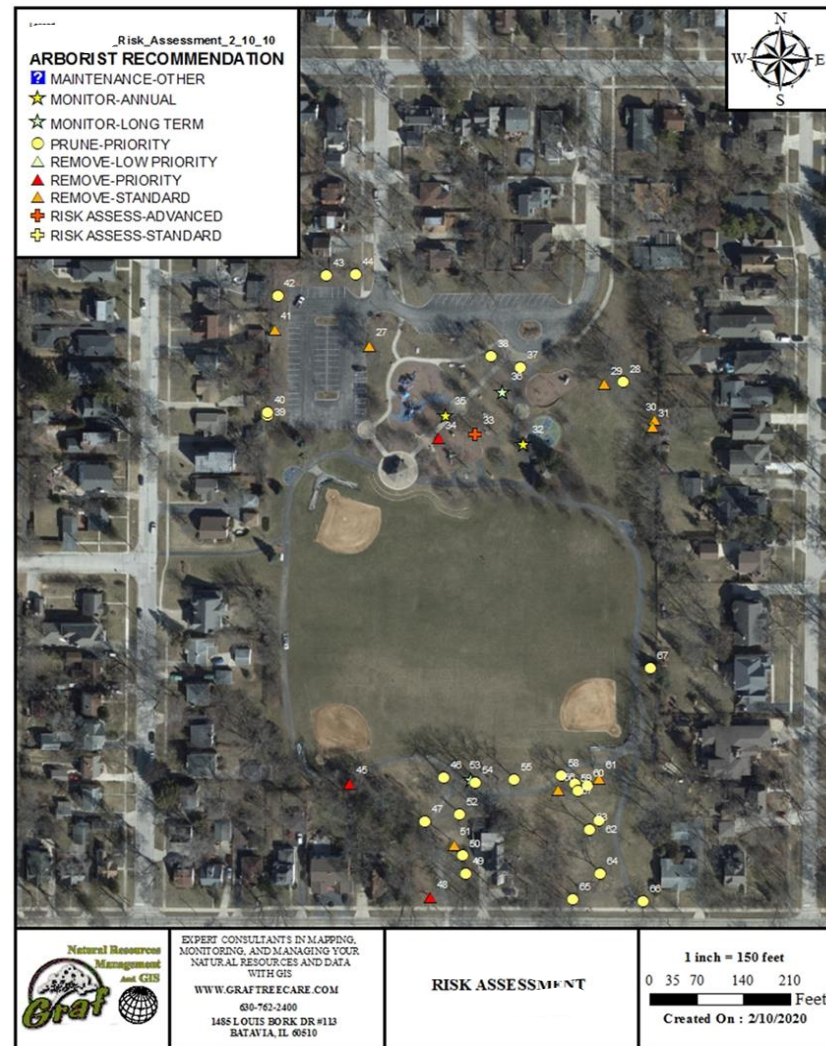 _Risk_Assessment_2_10_10
ARBORIST RECOMMENDATION
MAINTENANCE-OTHER
MONITOR-ANNUAL
MONITOR-LONG TERM
PRUNE-PRIORITY
REMOVE-LOW PRIORITY
REMOVE-PRIORITY
REMOVE-STANDARD
RISK ASSESS-ADVANCED
RISK ASSESS-STANDARD
N
W E
S
43 44
42
41
27
38
37
36
29 28
40
39
35
34
33
32
30
31
67
45
46 53
54
55
58
59
60
61
47
52
51
50
49
48
63
62
64
65
66
Natural Resources
Management
And GIS
Graf
EXPERT CONSULTANTS IN MAPPING,
MONITORING, AND MANAGING YOUR
NATURAL RESOURCES AND DATA
WITH GIS
WWW.GRAFTREECARE.COM
630-762-2400
1485 LOUIS BORK DR #113
BATAVIA, IL 60510
RISK ASSESSMENT
1 inch = 150 feet
0 35 70 140 210
Feet
Created On : 2/10/2020